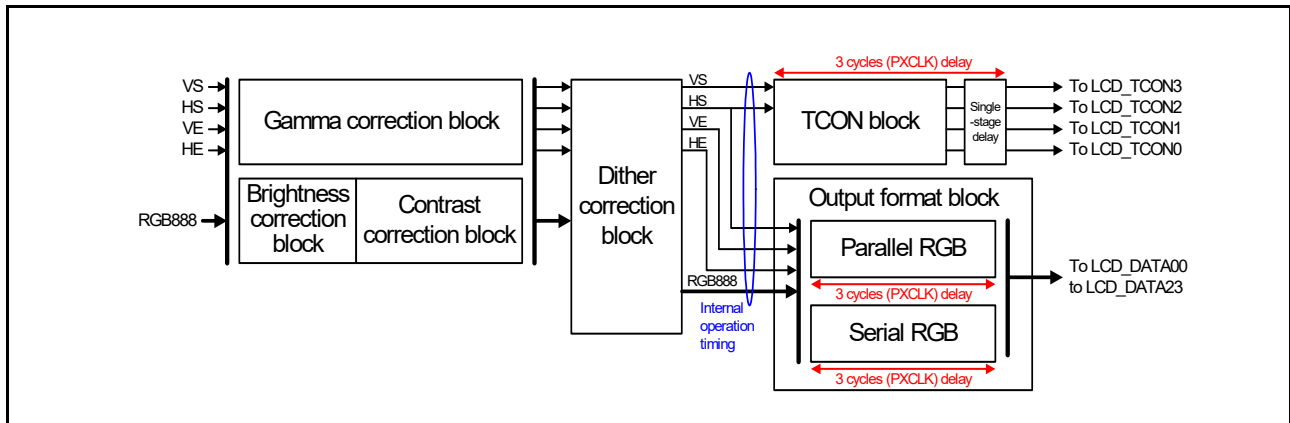 VS
HS
VE
HE
RGB888
Gamma correction block
Brightness
correction
block
Contrast
correction block
Dither
correction
block
VS
HS
VE
HE
RGB888
Internal
operation
timing
3 cycles (PXCLK) delay
TCON block
Single
-stage
delay
To LCD_TCON3
To LCD_TCON2
To LCD_TCON1
To LCD_TCON0
Output format block
Parallel RGB
3 cycles (PXCLK) delay
Serial RGB
3 cycles (PXCLK) delay
To LCD_DATA00
to LCD_DATA23